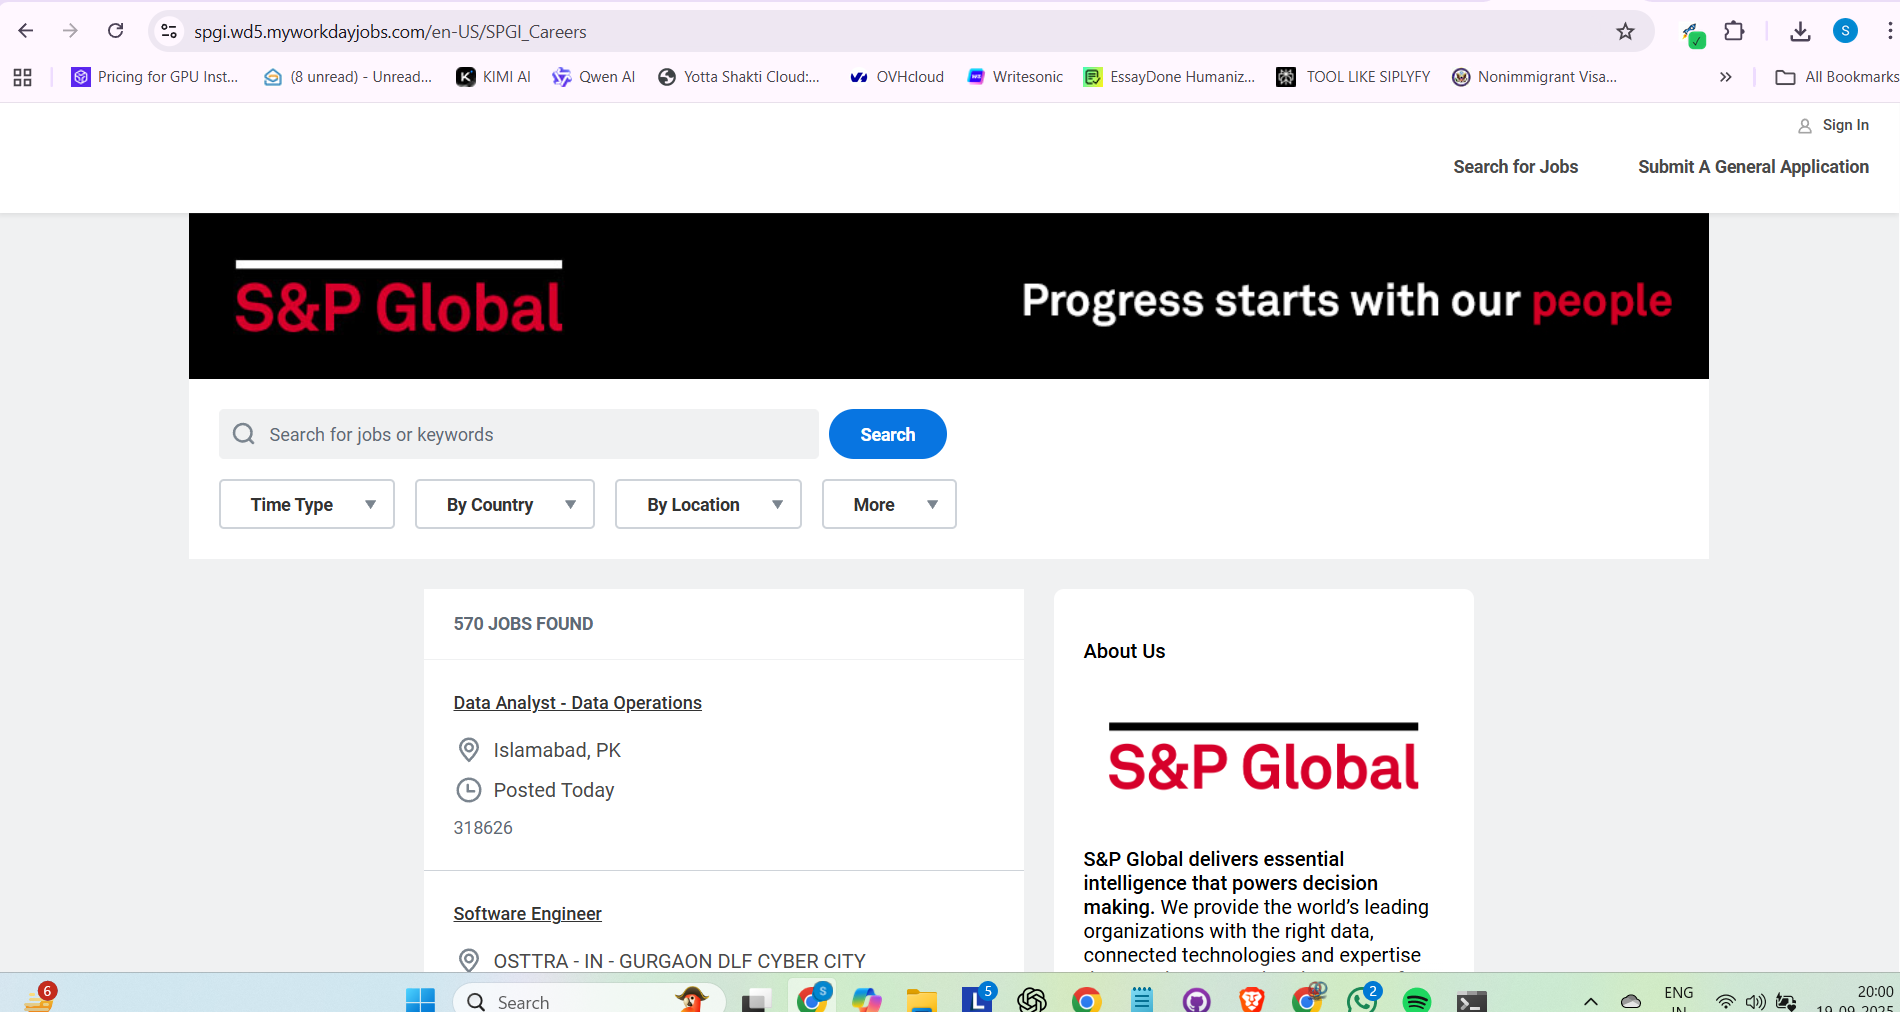 spgi.wd5.myworkdayjobs.com/en-US/SPGI_Careers
S
Pricing for GPU Inst...
(8 unread) - Unread...
KIMI AI
Qwen AI
Yotta Shakti Cloud:...
OVHcloud
Writesonic
EssayDone Humaniz...
TOOL LIKE SIPLYFY
Nonimmigrant Visa...
All Bookmarks
Sign In
Search for Jobs
Submit A General Application
S&P Global
Progress starts with our people
Search for jobs or keywords
Search
Time Type
By Country
By Location
More
570 JOBS FOUND
Data Analyst - Data Operations
Islamabad, PK
Posted Today
318626
Software Engineer
OSTTRA - IN - GURGAON DLF CYBER CITY
About Us
S&P Global
S&P Global delivers essential
intelligence that powers decision
making. We provide the world's leading
organizations with the right data,
connected technologies and expertise
6
Search
S
L
5
2
ENG
IN
20:00
19-09-2025